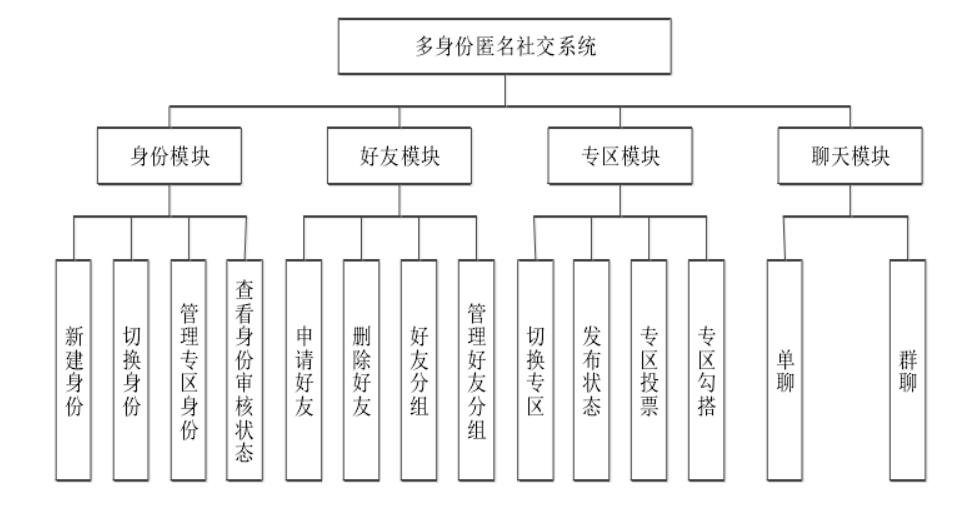 多身份匿名社交系统
身份模块
好友模块
专区模块
聊天模块
新建身份
切换身份
管理专区身份
查看身份审核状态
申请好友
删除好友
好友分组
管理好友分组
切换专区
发布状态
专区投票
专区勾搭
单聊
群聊